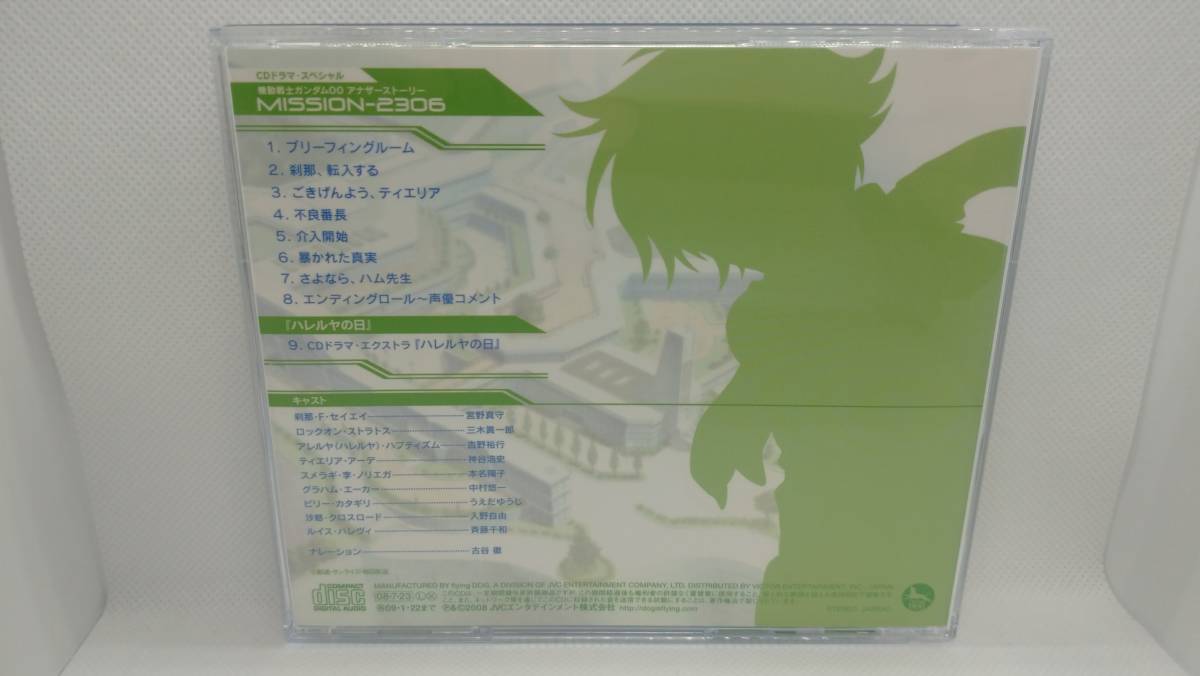 CDドラマ・スペシャル
機動戦士ガンダムOO アナザーストーリー
MISSION-2306
1. ブリーフィングルーム
2. 刹那、転入する
3. ごきげんよう、ティエリア
4. 不良番長
5. 介入開始
6. 暴かれた真実
7. さよなら、ハム先生
8. エンディングロール～声優コメント
『ハレルヤの日』
9. CDドラマ・エクストラ『ハレルヤの日』
キャスト
刹那・F・セイエイ 宮野真守
ロックオン・ストラトス 三木眞一郎
アレルヤ(ハレルヤ)・ハプティズム 吉野裕行
ティエリア・アーデ 神谷浩史
スメラギ・李・ノリエガ 本名陽子
グラハム・エーカー 中村悠一
ビリー・カタギリ うえだゆうじ
沙慈・クロスロード 入野自由
ルイス・ハレヴィ 斉藤千和
ナレーション 古谷 徹
COMPACT
disc
DIGITAL AUDIO
MANUFACTURED BY flying DOG, A DIVISION OF JVC ENTERTAINMENT COMPANY, LTD. DISTRIBUTED BY VICTOR ENTERTAINMENT, INC., JAPAN
08-7-23
09・1・22まで Ⓟ&©2008 JVCエンタテインメント株式会社 http://dogisflying.com